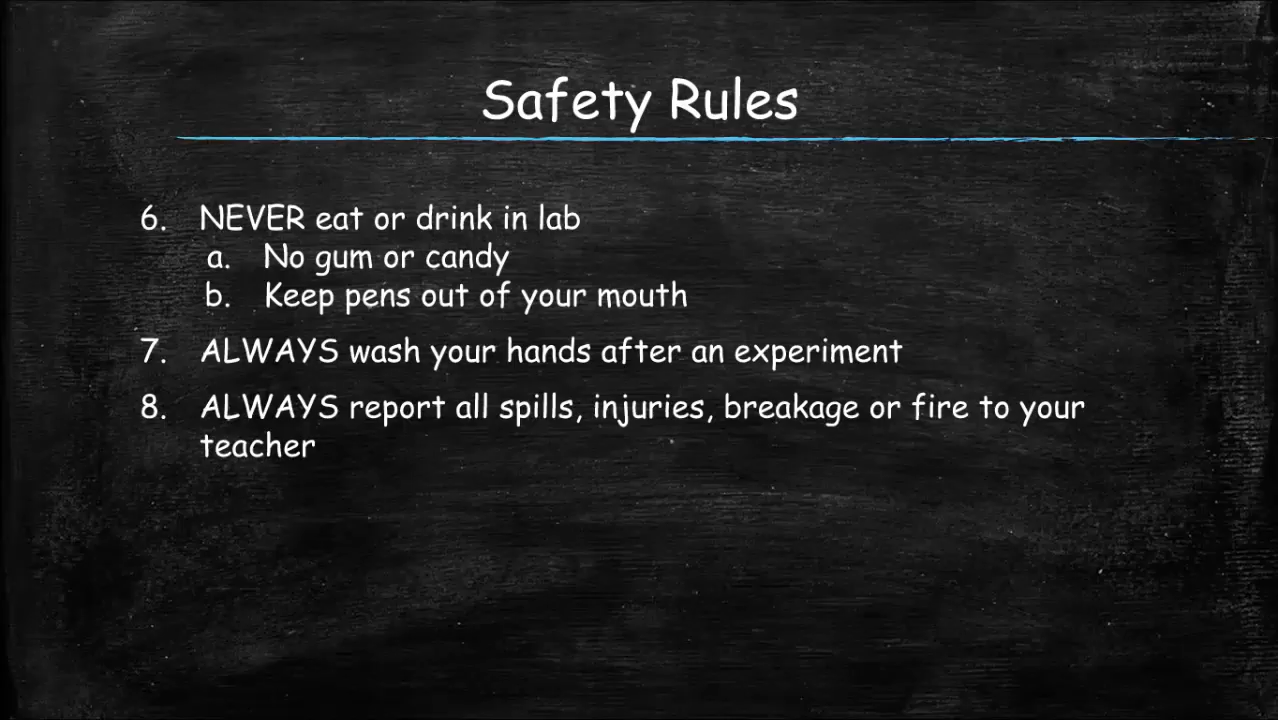 Safety Rules
6. NEVER eat or drink in lab
a. No gum or candy
b. Keep pens out of your mouth
7. ALWAYS wash your hands after an experiment
8. ALWAYS report all spills, injuries, breakage or fire to your
teacher